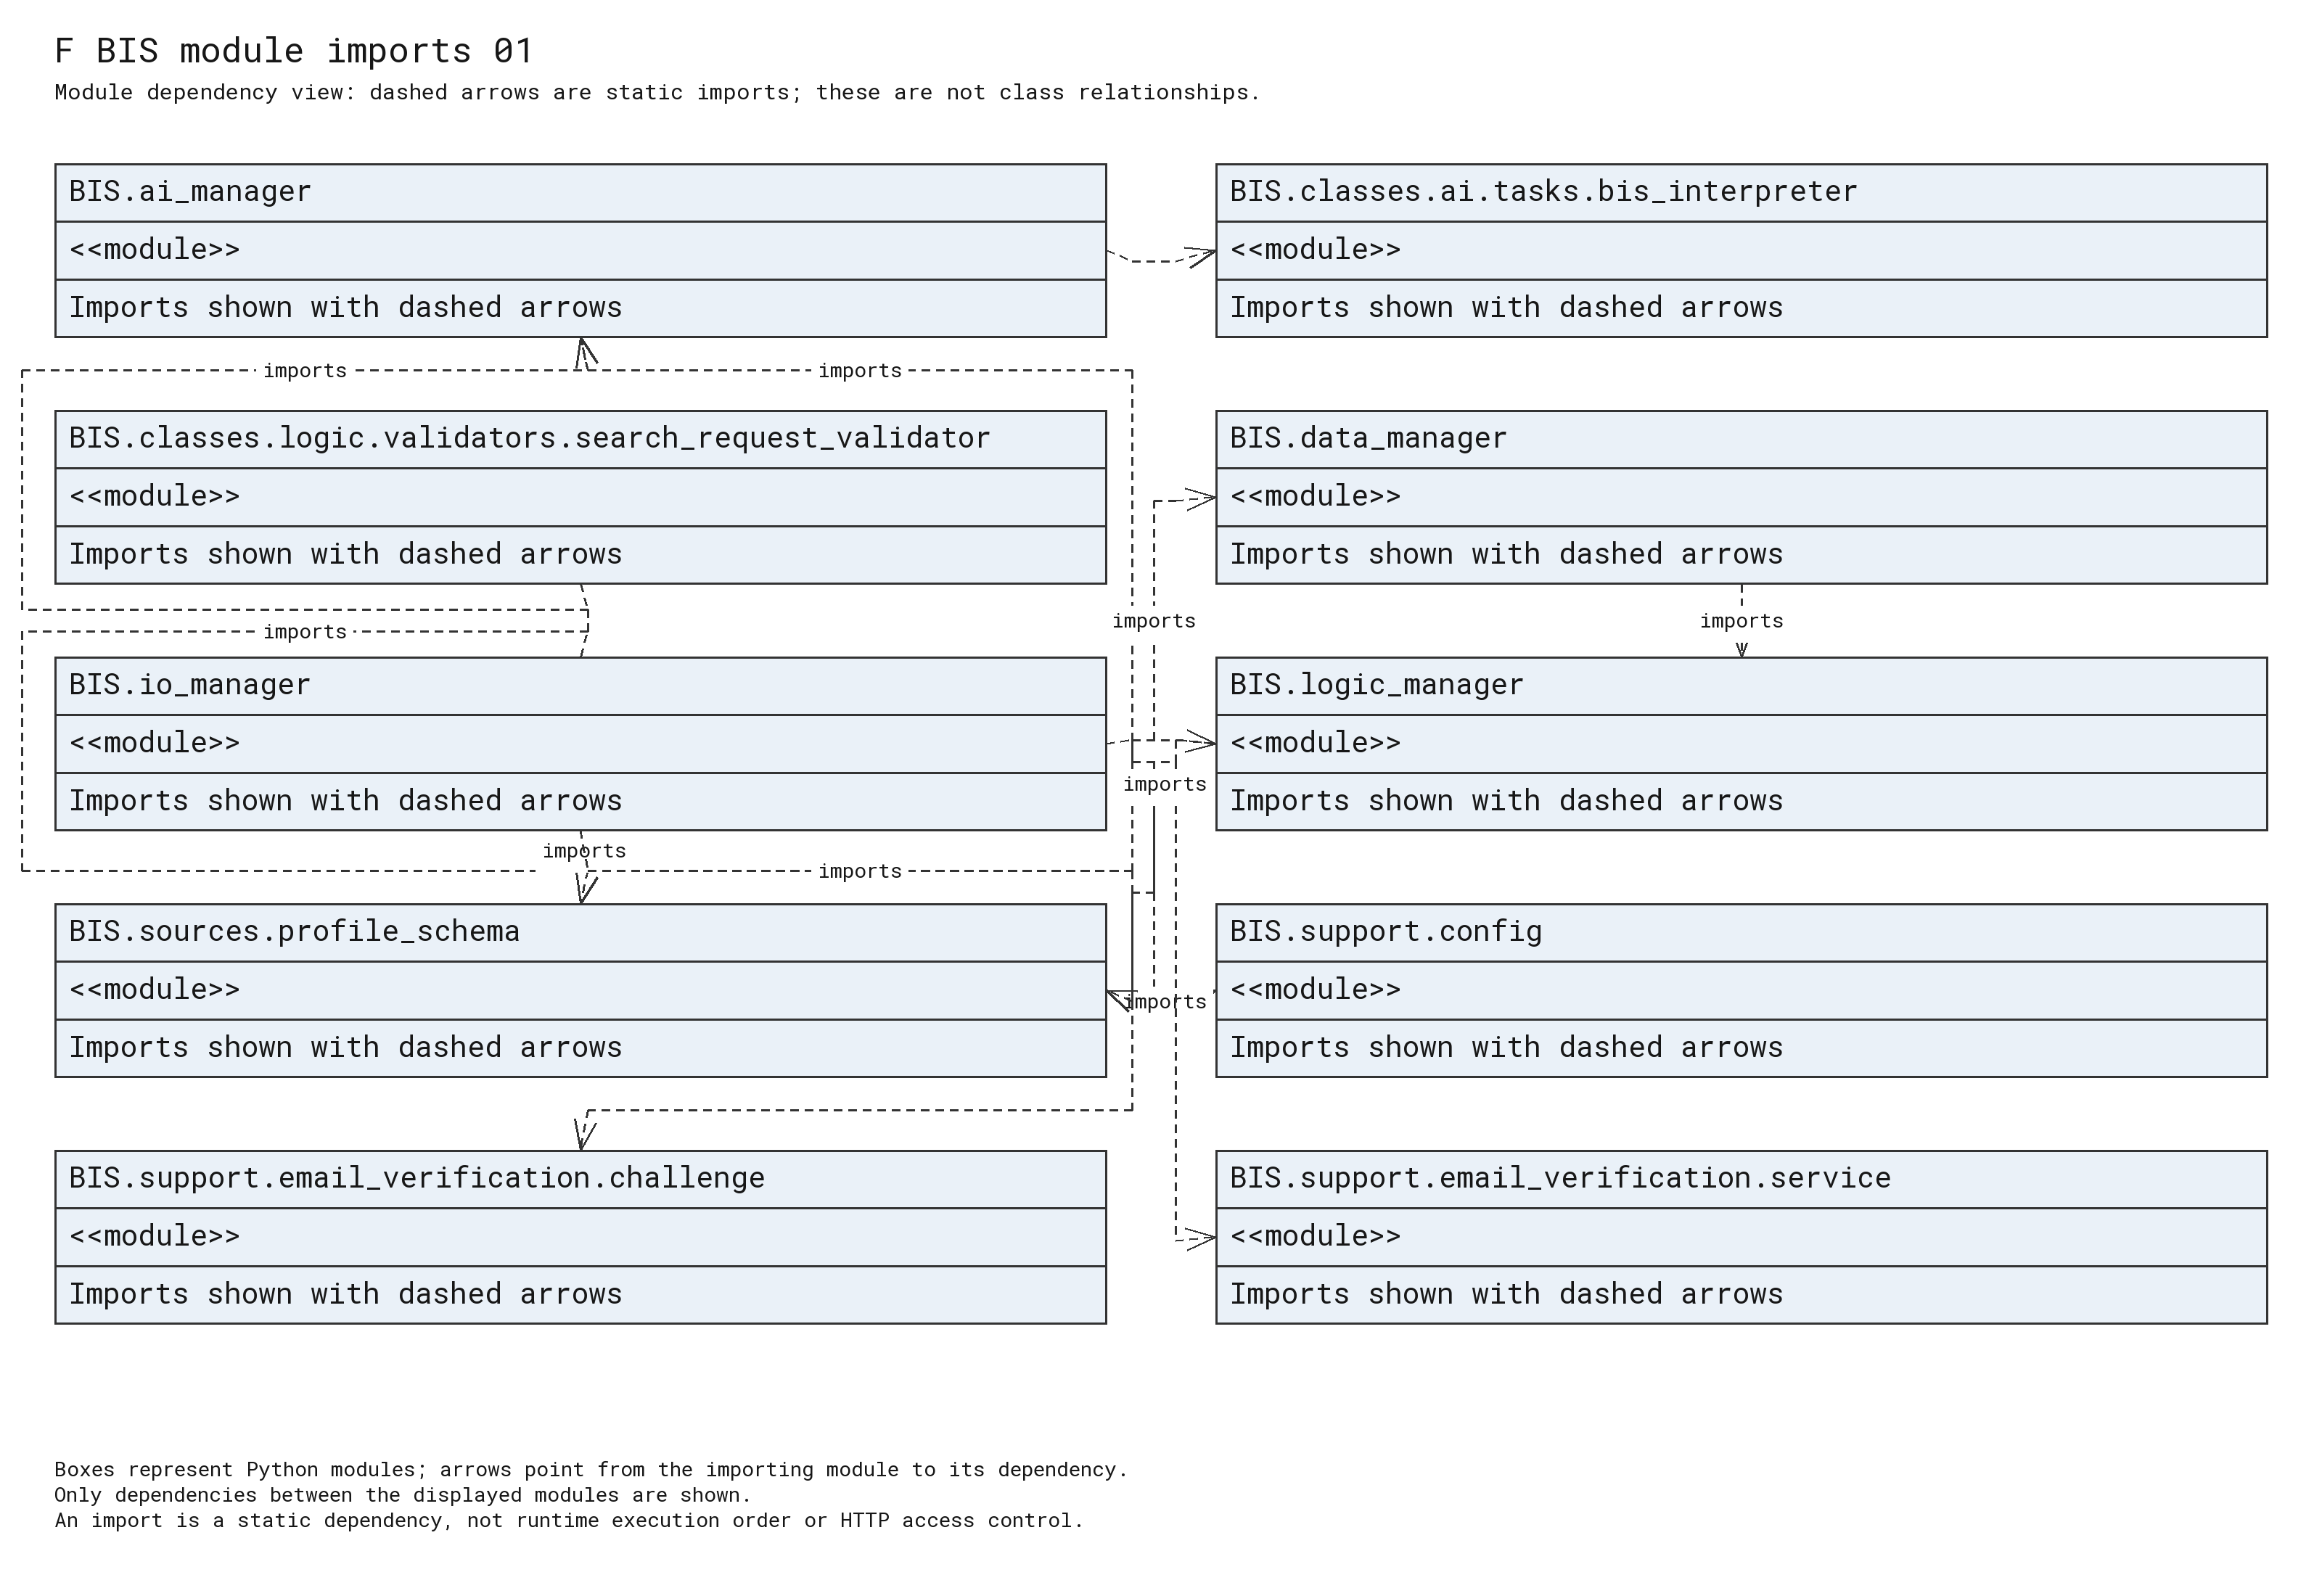 F BIS module imports 01
Module dependency view: dashed arrows are static imports; these are not class relationships.
BIS.ai_manager
<<module>>
Imports shown with dashed arrows
BIS.classes.ai.tasks.bis_interpreter
<<module>>
Imports shown with dashed arrows
imports
imports
BIS.classes.logic.validators.search_request_validator
<<module>>
Imports shown with dashed arrows
BIS.data_manager
<<module>>
Imports shown with dashed arrows
imports
imports
imports
BIS.io_manager
<<module>>
Imports shown with dashed arrows
BIS.logic_manager
<<module>>
Imports shown with dashed arrows
imports
imports
imports
BIS.sources.profile_schema
<<module>>
Imports shown with dashed arrows
imports
BIS.support.config
<<module>>
Imports shown with dashed arrows
BIS.support.email_verification.challenge
<<module>>
Imports shown with dashed arrows
BIS.support.email_verification.service
<<module>>
Imports shown with dashed arrows
Boxes represent Python modules; arrows point from the importing module to its dependency.
Only dependencies between the displayed modules are shown.
An import is a static dependency, not runtime execution order or HTTP access control.